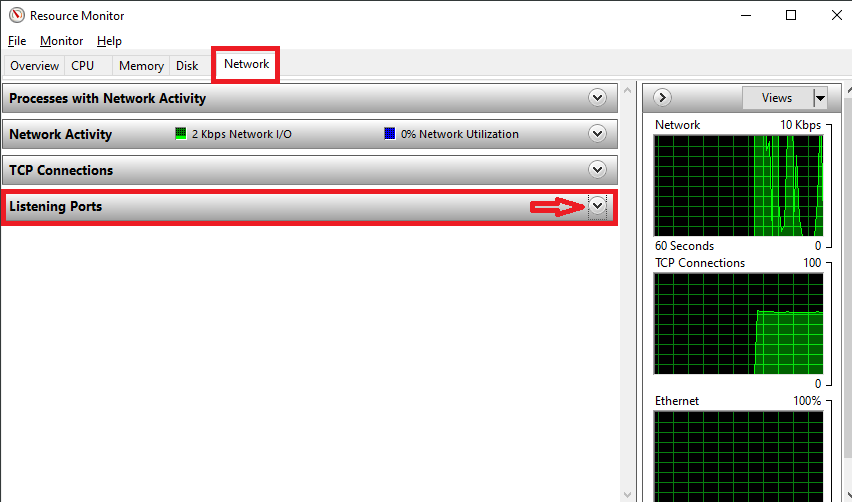 Resource Monitor
File Monitor Help
Overview CPU Memory Disk Network
Processes with Network Activity
Network Activity 2 Kbps Network I/O 0% Network Utilization
TCP Connections
Listening Ports
Views
Network 10 Kbps
60 Seconds 0
TCP Connections 100
0
Ethernet 100%